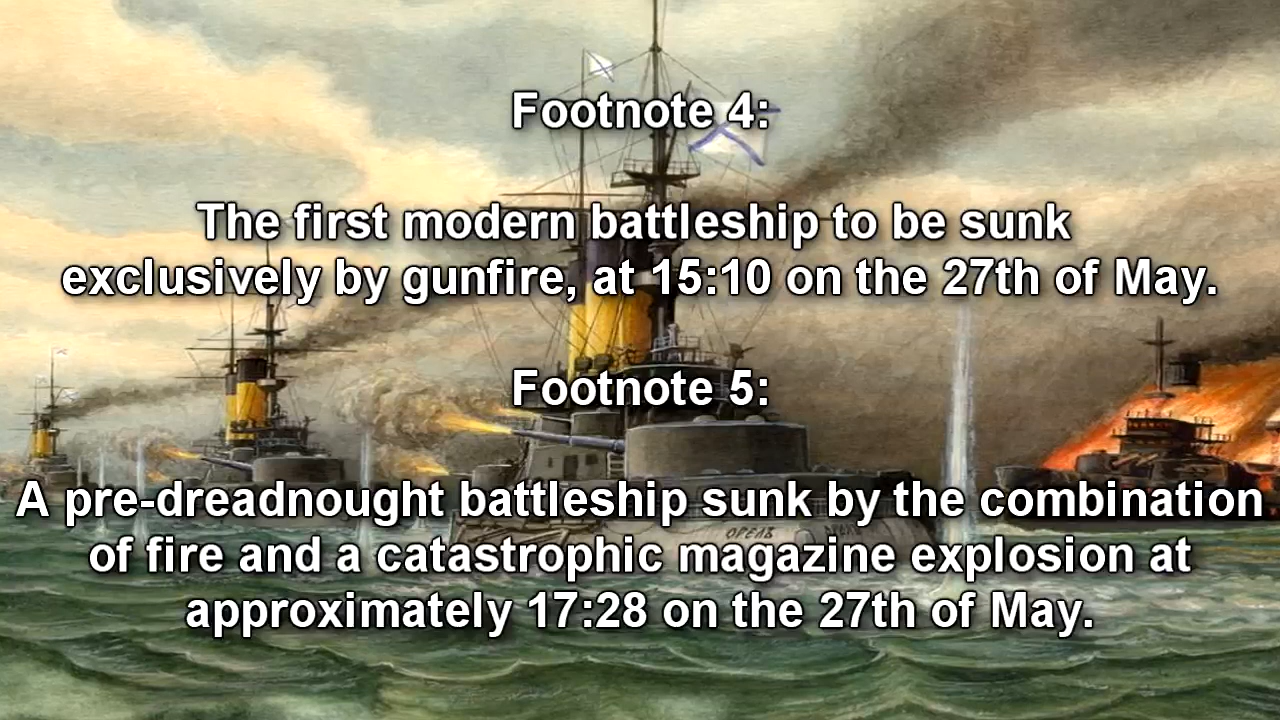 Footnote 4:
The first modern battleship to be sunk
exclusively by gunfire, at 15:10 on the 27th of May.
Footnote 5:
A pre-dreadnought battleship sunk by the combination
ОРЕЛЪ
of fire and a catastrophic magazine explosion at
approximately 17:28 on the 27th of May.